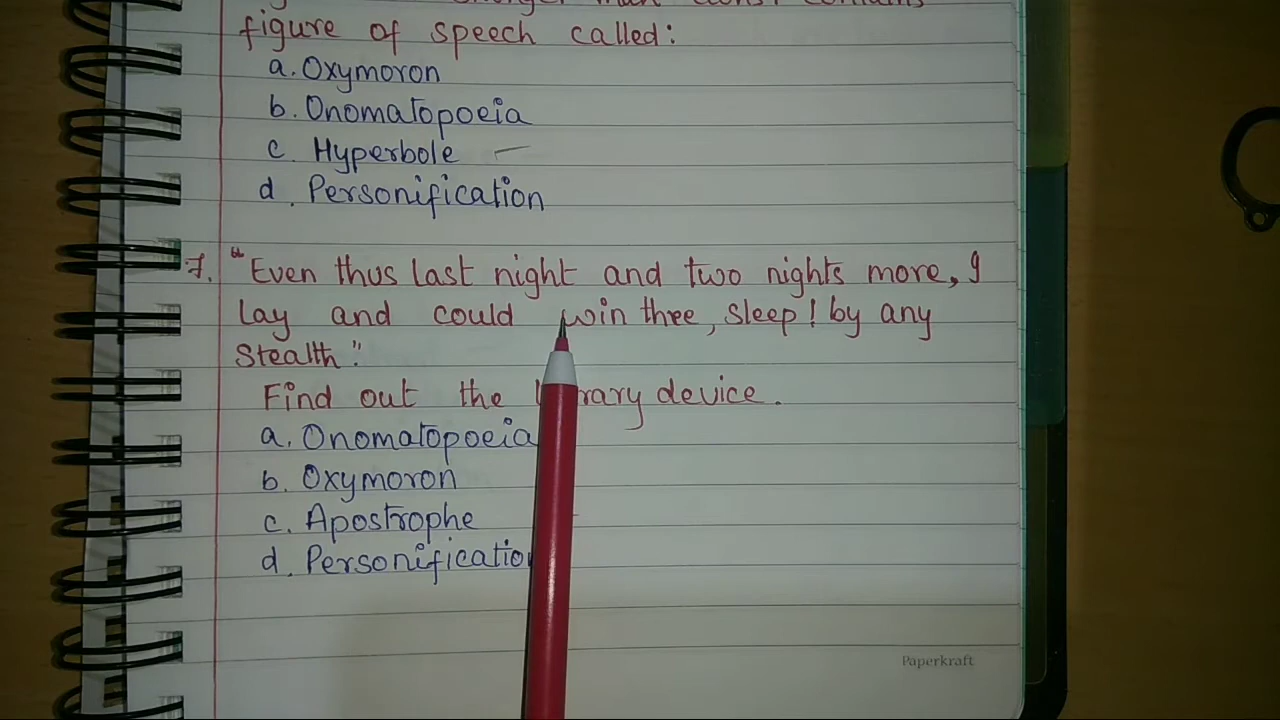 figure of speech called:
a. Oxymoron
b. Onomatopoeia
c. Hyperbole –
d. Personification
7. "Even thus last night and two nights more, I
lay and could win thee, sleep! by any
stealth".
Find out the device.
a. Onomatopoeia
b. Oxymoron
c. Apostrophe
d. Personification
Paperkraft